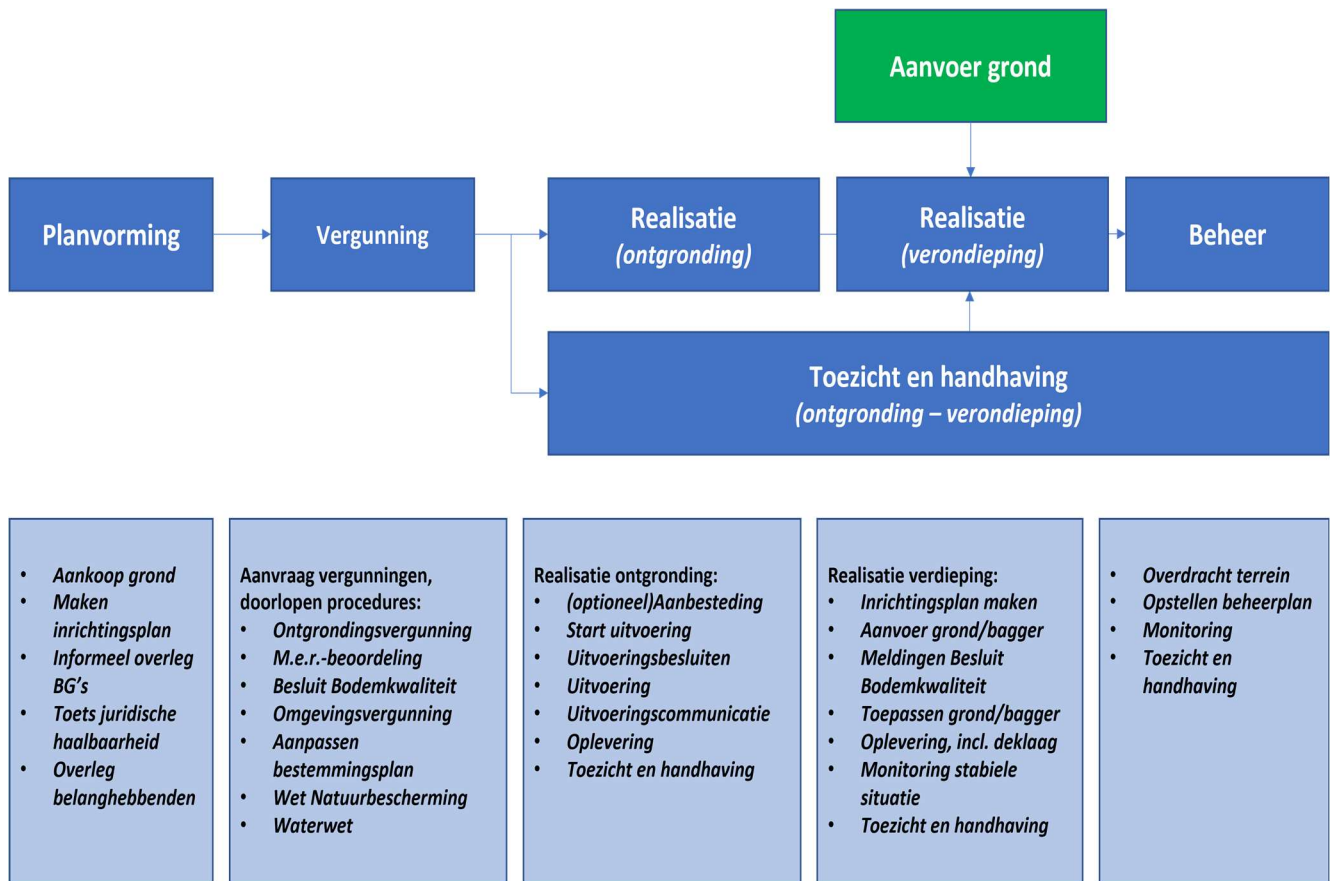 Aanvoer grond
Planvorming
Vergunning
Realisatie
(ontgronding)
Realisatie
(verondieping)
Beheer
Toezicht en handhaving
(ontgronding – verondieping)
• Aankoop grond
• Maken
inrichtingsplan
• Informeel overleg
BG's
• Toets juridische
haalbaarheid
• Overleg
belanghebbenden
Aanvraag vergunningen,
doorlopen procedures:
• Ontgrondingsvergunning
• M.e.r.-beoordeling
• Besluit Bodemkwaliteit
• Omgevingsvergunning
• Aanpassen
bestemmingsplan
• Wet Natuurbescherming
• Waterwet
Realisatie ontgronding:
• (optioneel)Aanbesteding
• Start uitvoering
• Uitvoeringsbesluiten
• Uitvoering
• Uitvoeringscommunicatie
• Oplevering
• Toezicht en handhaving
Realisatie verdieping:
• Inrichtingsplan maken
• Aanvoer grond/bagger
• Meldingen Besluit
Bodemkwaliteit
• Toepassen grond/bagger
• Oplevering, incl. deklaag
• Monitoring stabiele
situatie
• Toezicht en handhaving
• Overdracht terrein
• Opstellen beheerplan
• Monitoring
• Toezicht en
handhaving